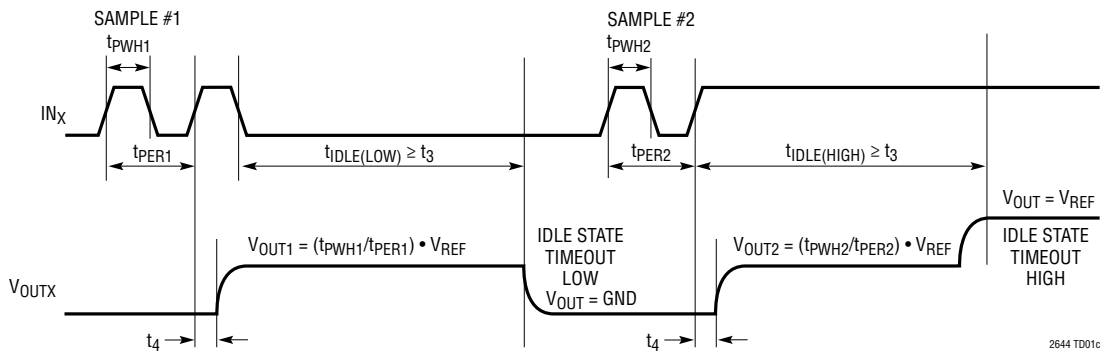 SAMPLE #1
SAMPLE #2
tPWH1
tPWH2
INX
tPER1
tIDLE(LOW) ≥ t3
tPER2
tIDLE(HIGH) ≥ t3
VOUT = VREF
VOUT1 = (tPWH1/tPER1) • VREF
IDLE STATE
TIMEOUT
LOW
VOUT = GND
VOUT2 = (tPWH2/tPER2) • VREF
IDLE STATE
TIMEOUT
HIGH
VOUTX
t4
t4
2644 TD01c